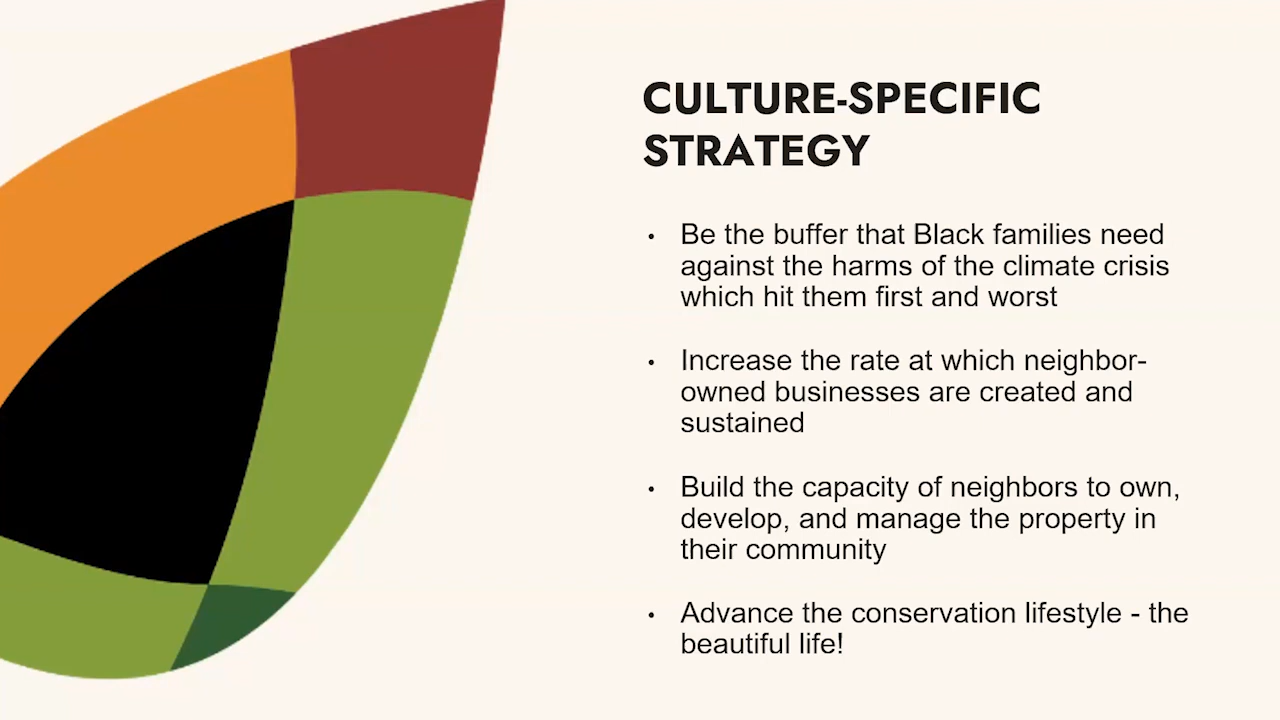 CULTURE-SPECIFIC
STRATEGY
• Be the buffer that Black families need
against the harms of the climate crisis
which hit them first and worst
• Increase the rate at which neighbor-
owned businesses are created and
sustained
• Build the capacity of neighbors to own,
develop, and manage the property in
their community
• Advance the conservation lifestyle - the
beautiful life!